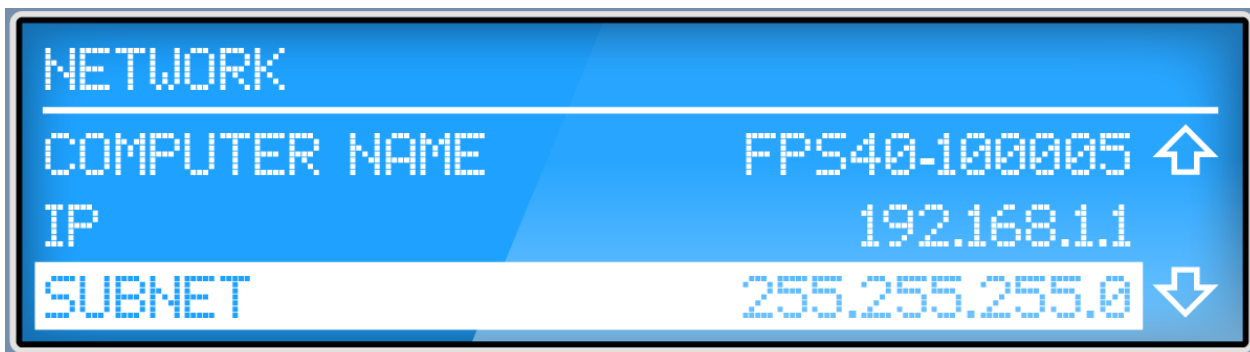 NETWORK
COMPUTER NAME FPS40-100005
IP 192.168.1.1
SUBNET 255.255.255.0